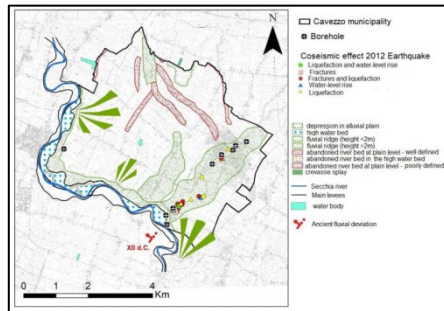 N
Cavezzo municipality
Borehole
Coseismic effect 2012 Earthquake
Liquefaction and water-level rise
Fractures
Fractures and liquefaction
Water-level rise
Liquefaction
depression in alluvial plain
high water bed
fluvial ridge (height <2m)
fluvial ridge (height >2m)
abandoned river bed at plain level - well defined
abandoned river bed in the high water bed
abandoned river bed at plain level - poorly defined
crevasse splay
Secchia river
Main levees
water body
Ancient fluvial deviation
XII d.C.
0 1 2 3 4
Km